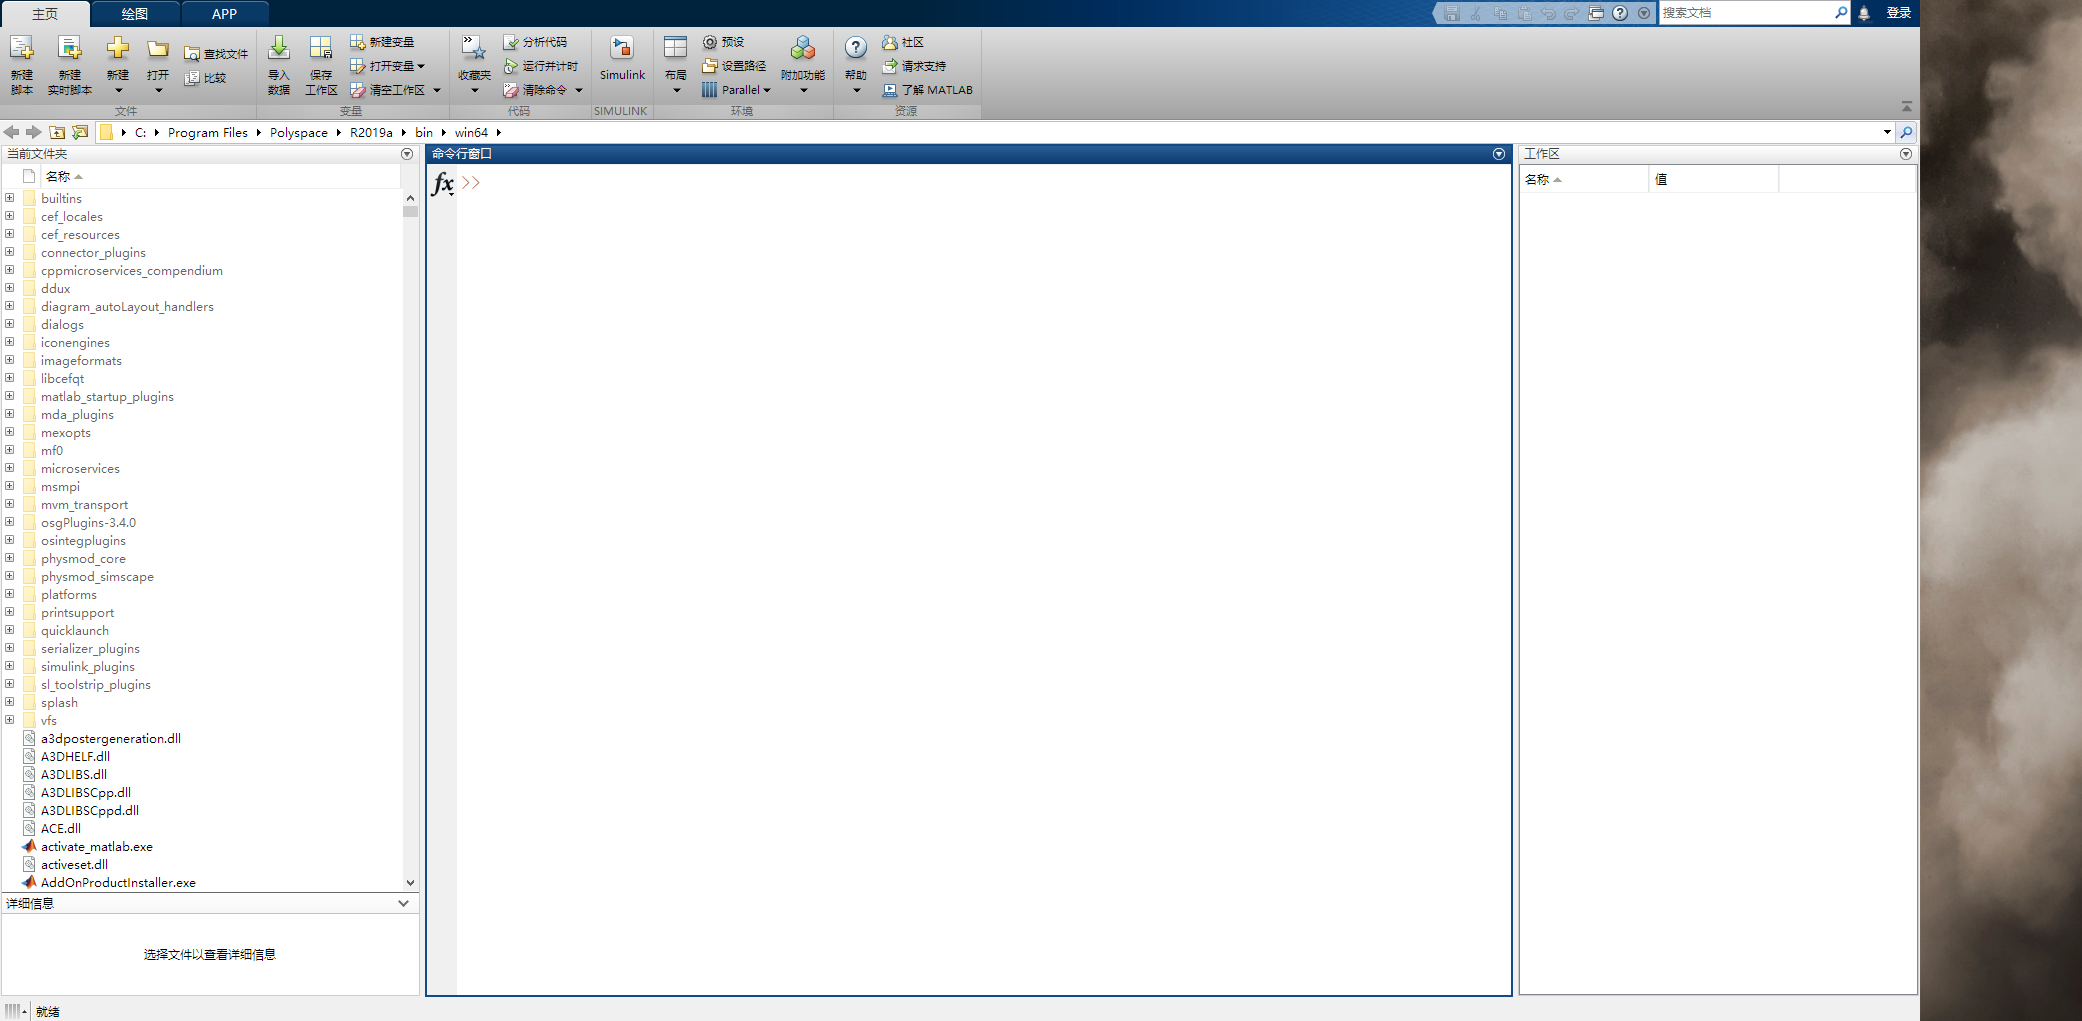 主页 绘图 APP
搜索文档 登录
新建脚本 新建实时脚本 新建 打开 查找文件 比较
导入数据 保存工作区 新建变量 打开变量 清空工作区
收藏夹 分析代码 运行并计时 清除命令
Simulink
布局 预设 设置路径 Parallel 附加功能
帮助 社区 请求支持 了解 MATLAB
文件 变量 代码 SIMULINK 环境 资源
C: Program Files Polyspace R2019a bin win64
当前文件夹
名称
builtins
cef_locales
cef_resources
connector_plugins
cppmicroservices_compendium
ddux
diagram_autoLayout_handlers
dialogs
iconengines
imageformats
libcefqt
matlab_startup_plugins
mda_plugins
mexopts
mf0
microservices
msmpi
mvm_transport
osgPlugins-3.4.0
osintegplugins
physmod_core
physmod_simscape
platforms
printsupport
quicklaunch
serializer_plugins
simulink_plugins
sl_toolstrip_plugins
splash
vfs
a3dpostergeneration.dll
A3DHELF.dll
A3DLIBS.dll
A3DLIBSCpp.dll
A3DLIBSCppd.dll
ACE.dll
activate_matlab.exe
activeset.dll
AddOnProductInstaller.exe
详细信息
选择文件以查看详细信息
命令行窗口
fx >>
工作区
名称 值
就绪